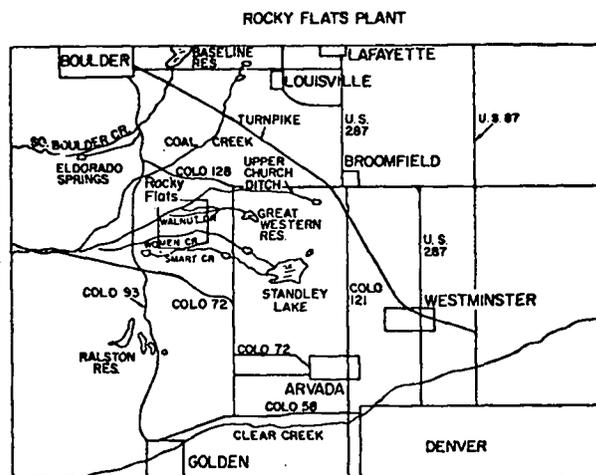 ROCKY FLATS PLANT
BOULDER
BASELINE
RES.
LAFAYETTE
LOUISVILLE
TURNPIKE
U.S.
287
U.S. 87
SO. BOULDER CR.
COAL CREEK
ELDORADO
SPRINGS
COLO 128
UPPER
CHURCH
DITCH
BROOMFIELD
Rocky
Flats
WALNUT CR
GREAT
WESTERN
RES.
WOMEN CR
SMART CR
U.S.
287
STANDLEY
LAKE
COLO
121
WESTMINSTER
COLO 93
COLO 72
RALSTON
RES.
COLO 72
ARVADA
COLO 58
CLEAR CREEK
GOLDEN
DENVER